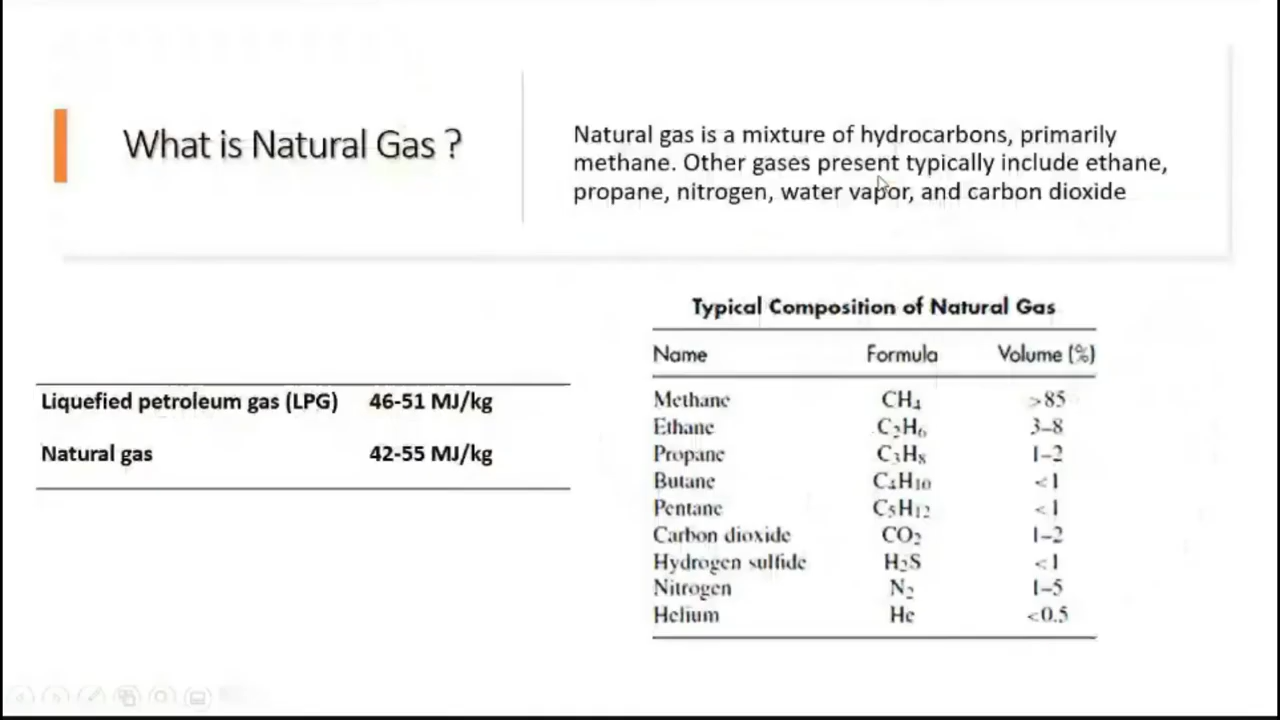 What is Natural Gas ?
Natural gas is a mixture of hydrocarbons, primarily
methane. Other gases present typically include ethane,
propane, nitrogen, water vapor, and carbon dioxide
Liquefied petroleum gas (LPG) 46-51 MJ/kg
Natural gas 42-55 MJ/kg
Typical Composition of Natural Gas
Name Formula Volume (%)
Methane CH₄ >85
Ethane C₂H₆ 3–8
Propane C₃H₈ 1–2
Butane C₄H₁₀ <1
Pentane C₅H₁₂ <1
Carbon dioxide CO₂ 1–2
Hydrogen sulfide H₂S <1
Nitrogen N₂ 1–5
Helium He <0.5